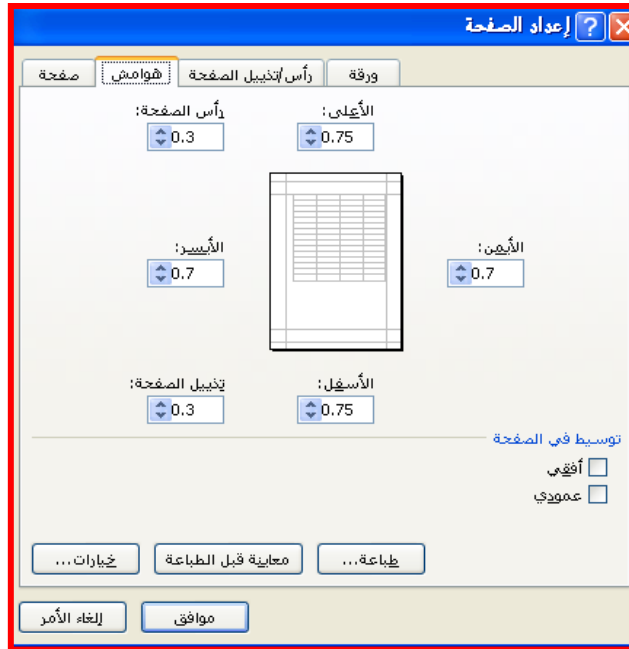 إعداد الصفحة
صفحة هوامش رأس/تذييل الصفحة ورقة
الأعلى: رأس الصفحة:
0.75 0.3
الأيمن: الأيسر:
0.7 0.7
الأسفل: تذييل الصفحة:
0.75 0.3
توسيط في الصفحة
أفقي
عمودي
طباعة... معاينة قبل الطباعة خيارات...
موافق إلغاء الأمر